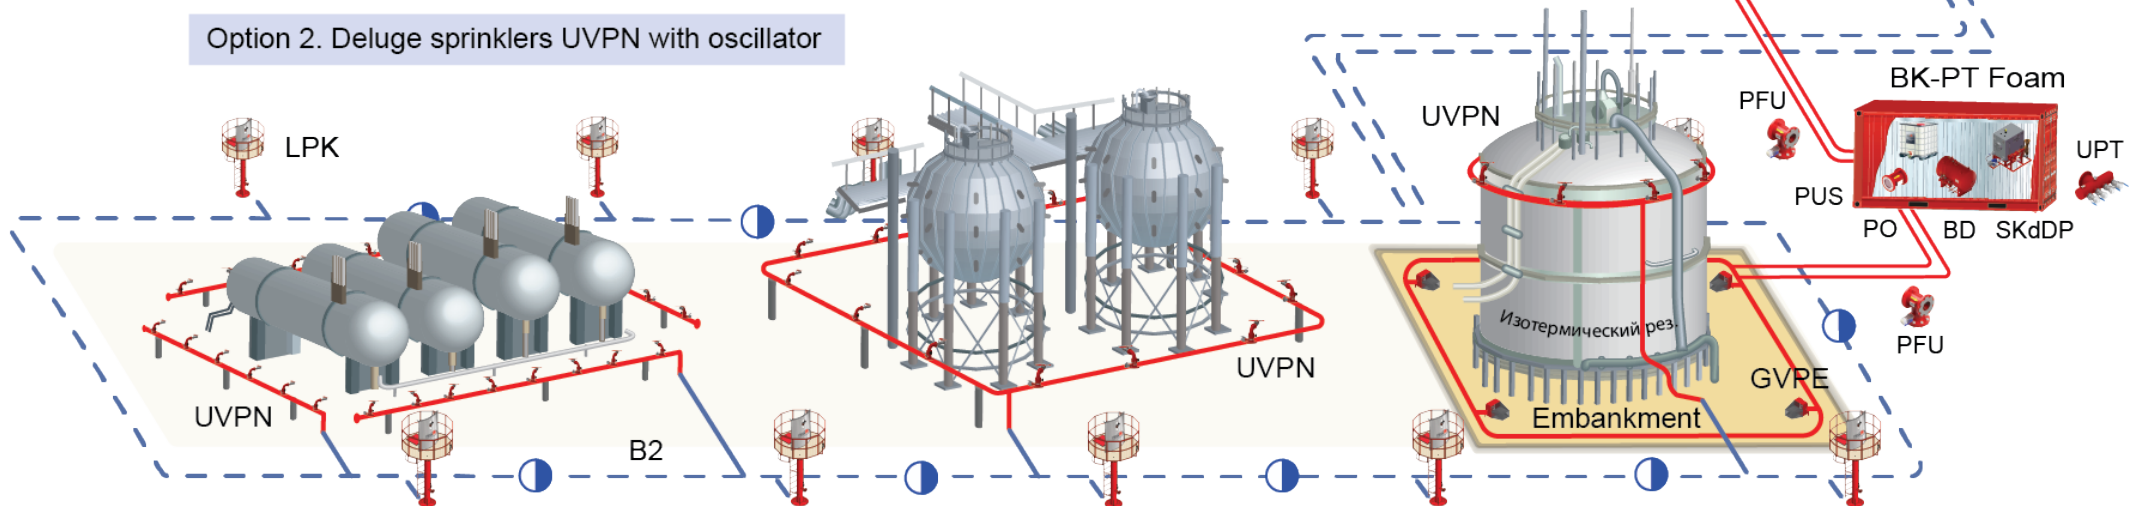 Option 2. Deluge sprinklers UVPN with oscillator
BK-PT Foam
PFU
UVPN
LPK
UPT
PUS
PO
BD
SKdDP
Изотермический рез.
PFU
UVPN
GVPE
UVPN
Embankment
B2